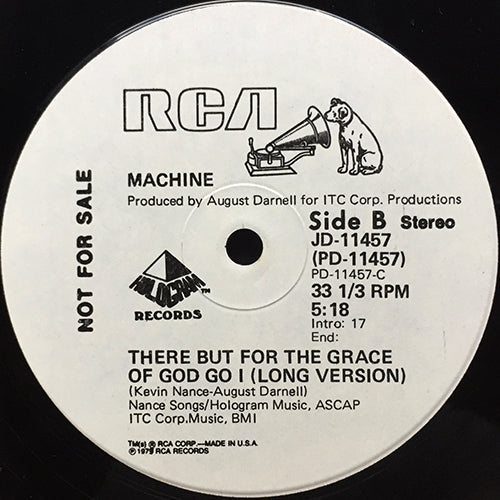 RCA
NOT FOR SALE
MACHINE
Produced by August Darnell for ITC Corp. Productions
Side B Stereo
JD-11457
(PD-11457)
PD-11457-C
33 1/3 RPM
5:18
Intro: 17
End:
HOLOGRAM TM
RECORDS
THERE BUT FOR THE GRACE
OF GOD GO I (LONG VERSION)
(Kevin Nance-August Darnell)
Nance Songs/Hologram Music, ASCAP
ITC Corp.Music, BMI
TM(s) ® RCA CORP.—MADE IN U.S.A.
℗ 1979 RCA RECORDS